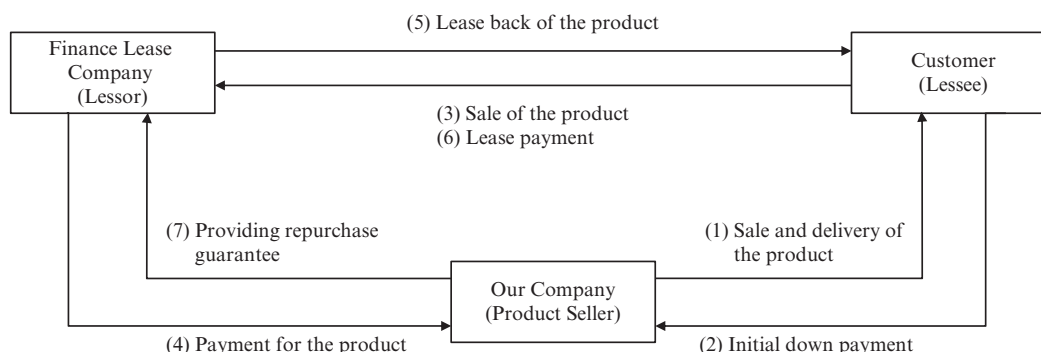 (5) Lease back of the product
Finance Lease
Company
(Lessor)
Customer
(Lessee)
(3) Sale of the product
(6) Lease payment
(7) Providing repurchase
guarantee
(1) Sale and delivery of
the product
Our Company
(Product Seller)
(4) Payment for the product
(2) Initial down payment